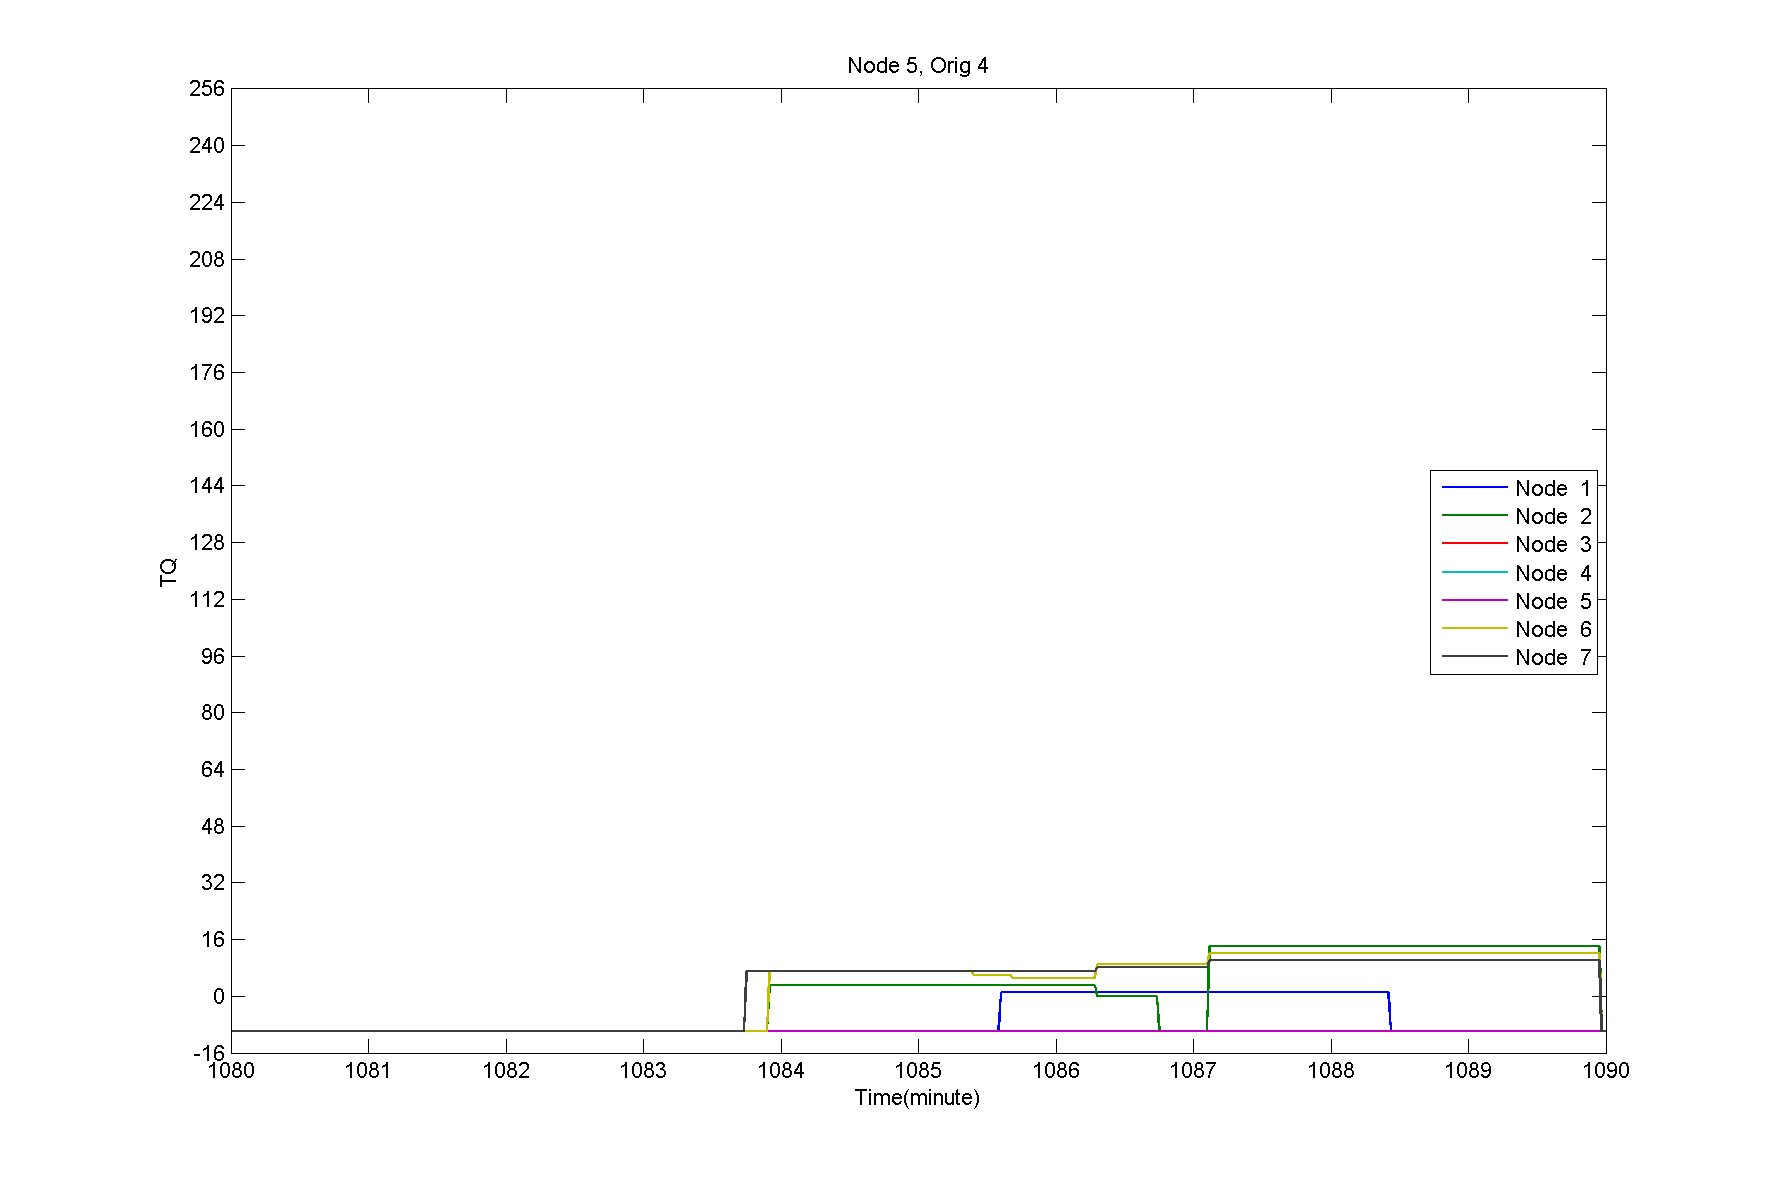 Node 5, Orig 4
256
240
224
208
192
176
160
144
128
112
96
80
64
48
32
16
0
-16
TQ
Node 1
Node 2
Node 3
Node 4
Node 5
Node 6
Node 7
1080 1081 1082 1083 1084 1085 1086 1087 1088 1089 1090
Time(minute)